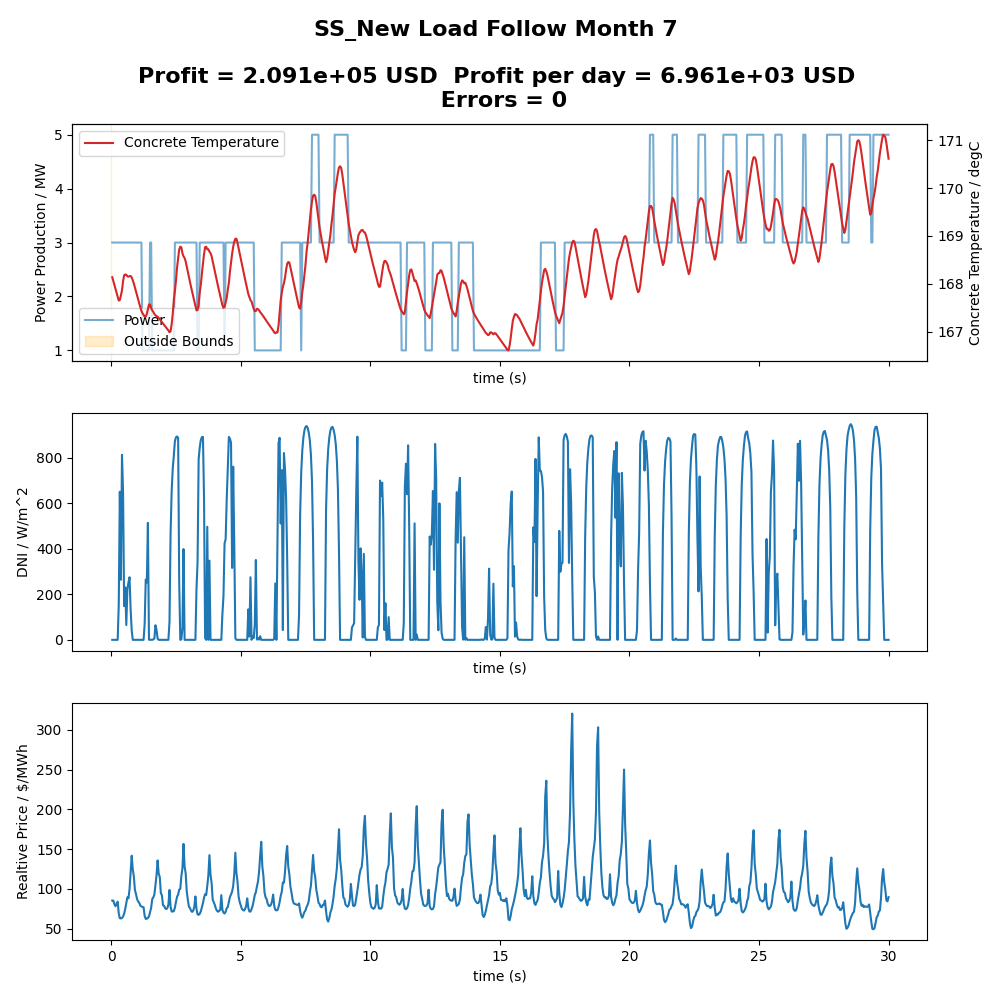 SS_New Load Follow Month 7
Profit = 2.091e+05 USD  Profit per day = 6.961e+03 USD
Errors = 0
Concrete Temperature
Power
Outside Bounds
Power Production / MW
5
4
3
2
1
171
170
169
168
167
Concrete Temperature / degC
time (s)
DNI / W/m^2
800
600
400
200
0
time (s)
Realtive Price / $/MWh
300
250
200
150
100
50
0 5 10 15 20 25 30
time (s)